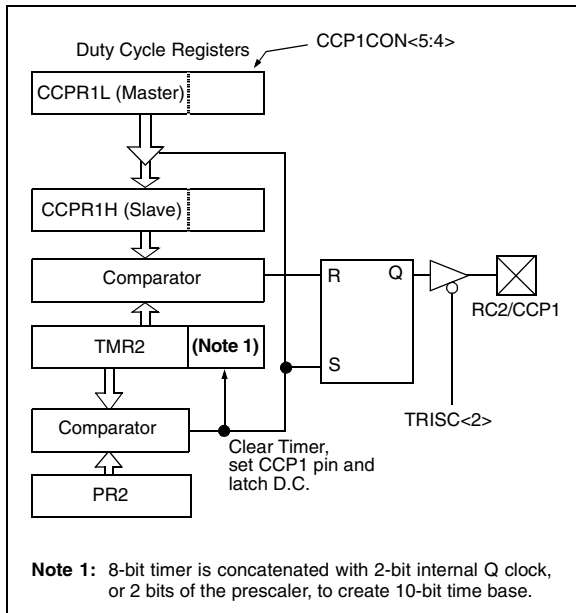 Duty Cycle Registers
CCP1CON<5:4>
CCPR1L (Master)
CCPR1H (Slave)
Comparator
R
Q
RC2/CCP1
TMR2
(Note 1)
S
TRISC<2>
Comparator
Clear Timer,
set CCP1 pin and
latch D.C.
PR2
Note 1: 8-bit timer is concatenated with 2-bit internal Q clock,
or 2 bits of the prescaler, to create 10-bit time base.